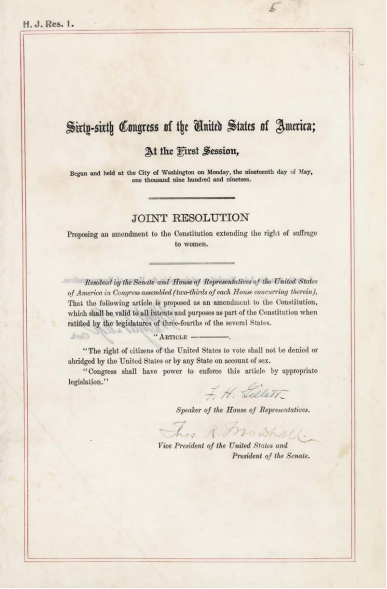 5
H. J. Res. 1.
Sixty-sixth Congress of the United States of America;
At the First Session,
Begun and held at the City of Washington on Monday, the nineteenth day of May,
one thousand nine hundred and nineteen.
JOINT RESOLUTION
Proposing an amendment to the Constitution extending the right of suffrage
to women.
Resolved by the Senate and House of Representatives of the United States
of America in Congress assembled (two-thirds of each House concurring therein),
That the following article is proposed as an amendment to the Constitution,
which shall be valid to all intents and purposes as part of the Constitution when
ratified by the legislatures of three-fourths of the several States.
"ARTICLE ————.
"The right of citizens of the United States to vote shall not be denied or
abridged by the United States or by any State on account of sex.
"Congress shall have power to enforce this article by appropriate
legislation."
F. H. Gillett
Speaker of the House of Representatives.
Thos. R. Marshall.
Vice President of the United States and
President of the Senate.